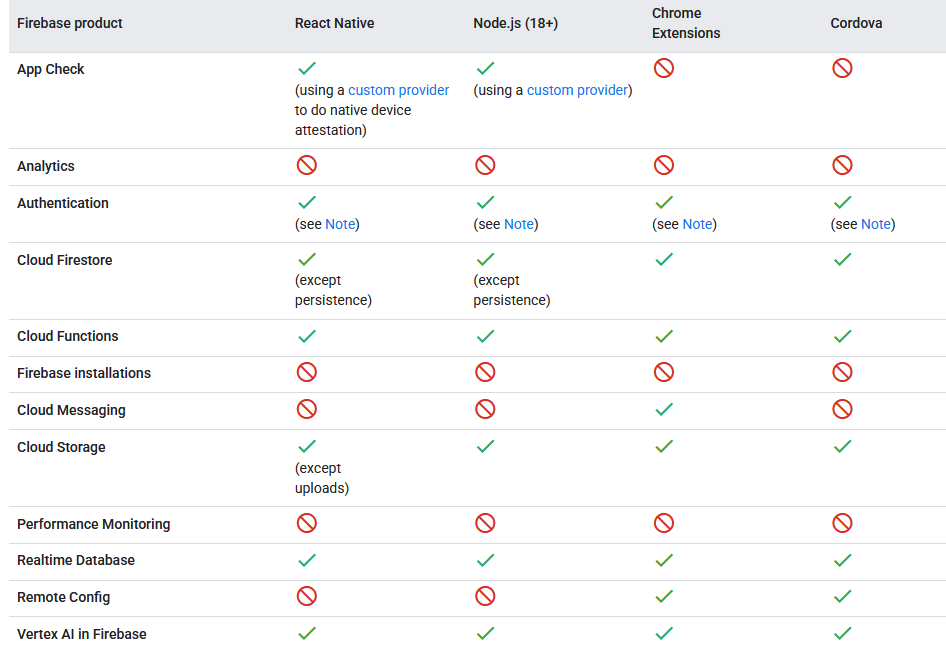 Firebase product React Native Node.js (18+) Chrome Extensions Cordova
App Check
(using a custom provider to do native device attestation)
(using a custom provider)
Analytics
Authentication
(see Note) (see Note) (see Note) (see Note)
Cloud Firestore
(except persistence)
(except persistence)
Cloud Functions
Firebase installations
Cloud Messaging
Cloud Storage
(except uploads)
Performance Monitoring
Realtime Database
Remote Config
Vertex AI in Firebase